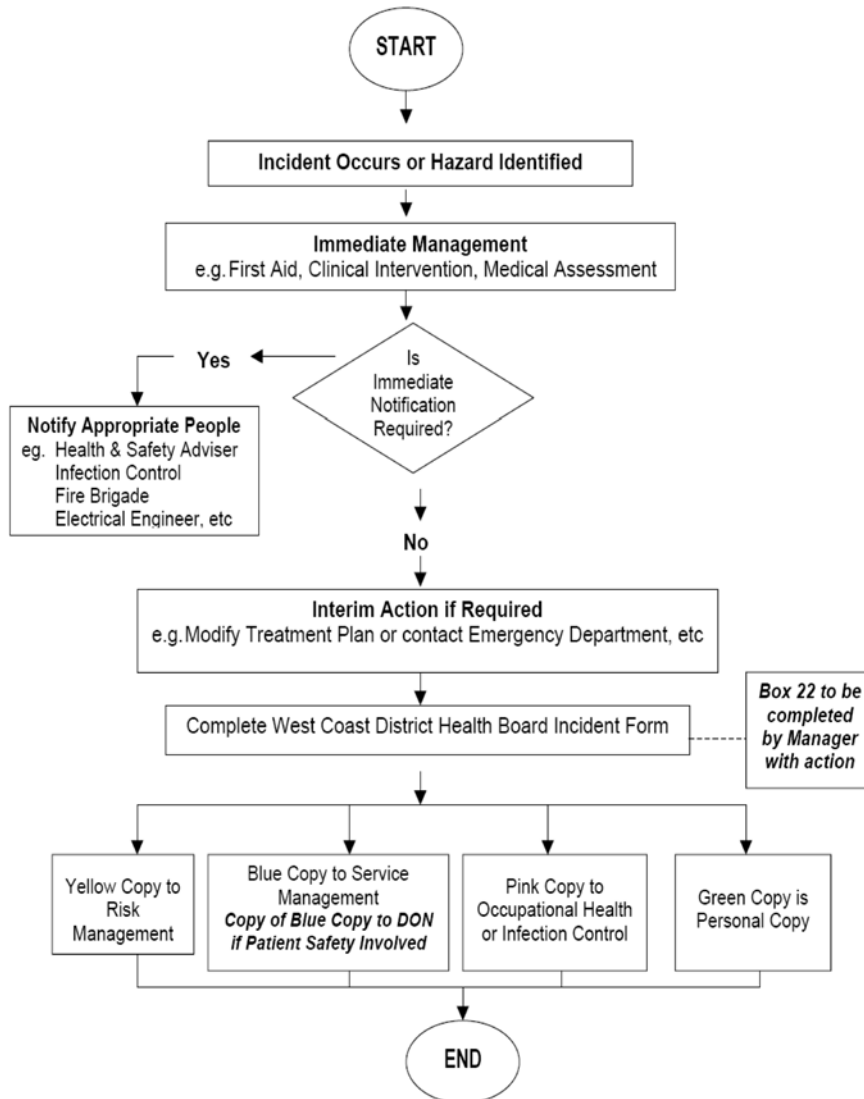 START
Incident Occurs or Hazard Identified
Immediate Management
e.g. First Aid, Clinical Intervention, Medical Assessment
Is
Immediate
Notification
Required?
Yes
Notify Appropriate People
eg. Health & Safety Adviser
Infection Control
Fire Brigade
Electrical Engineer, etc
No
Interim Action if Required
e.g. Modify Treatment Plan or contact Emergency Department, etc
Complete West Coast District Health Board Incident Form
Box 22 to be
completed
by Manager
with action
Yellow Copy to
Risk
Management
Blue Copy to Service
Management
Copy of Blue Copy to DON
if Patient Safety Involved
Pink Copy to
Occupational Health
or Infection Control
Green Copy is
Personal Copy
END